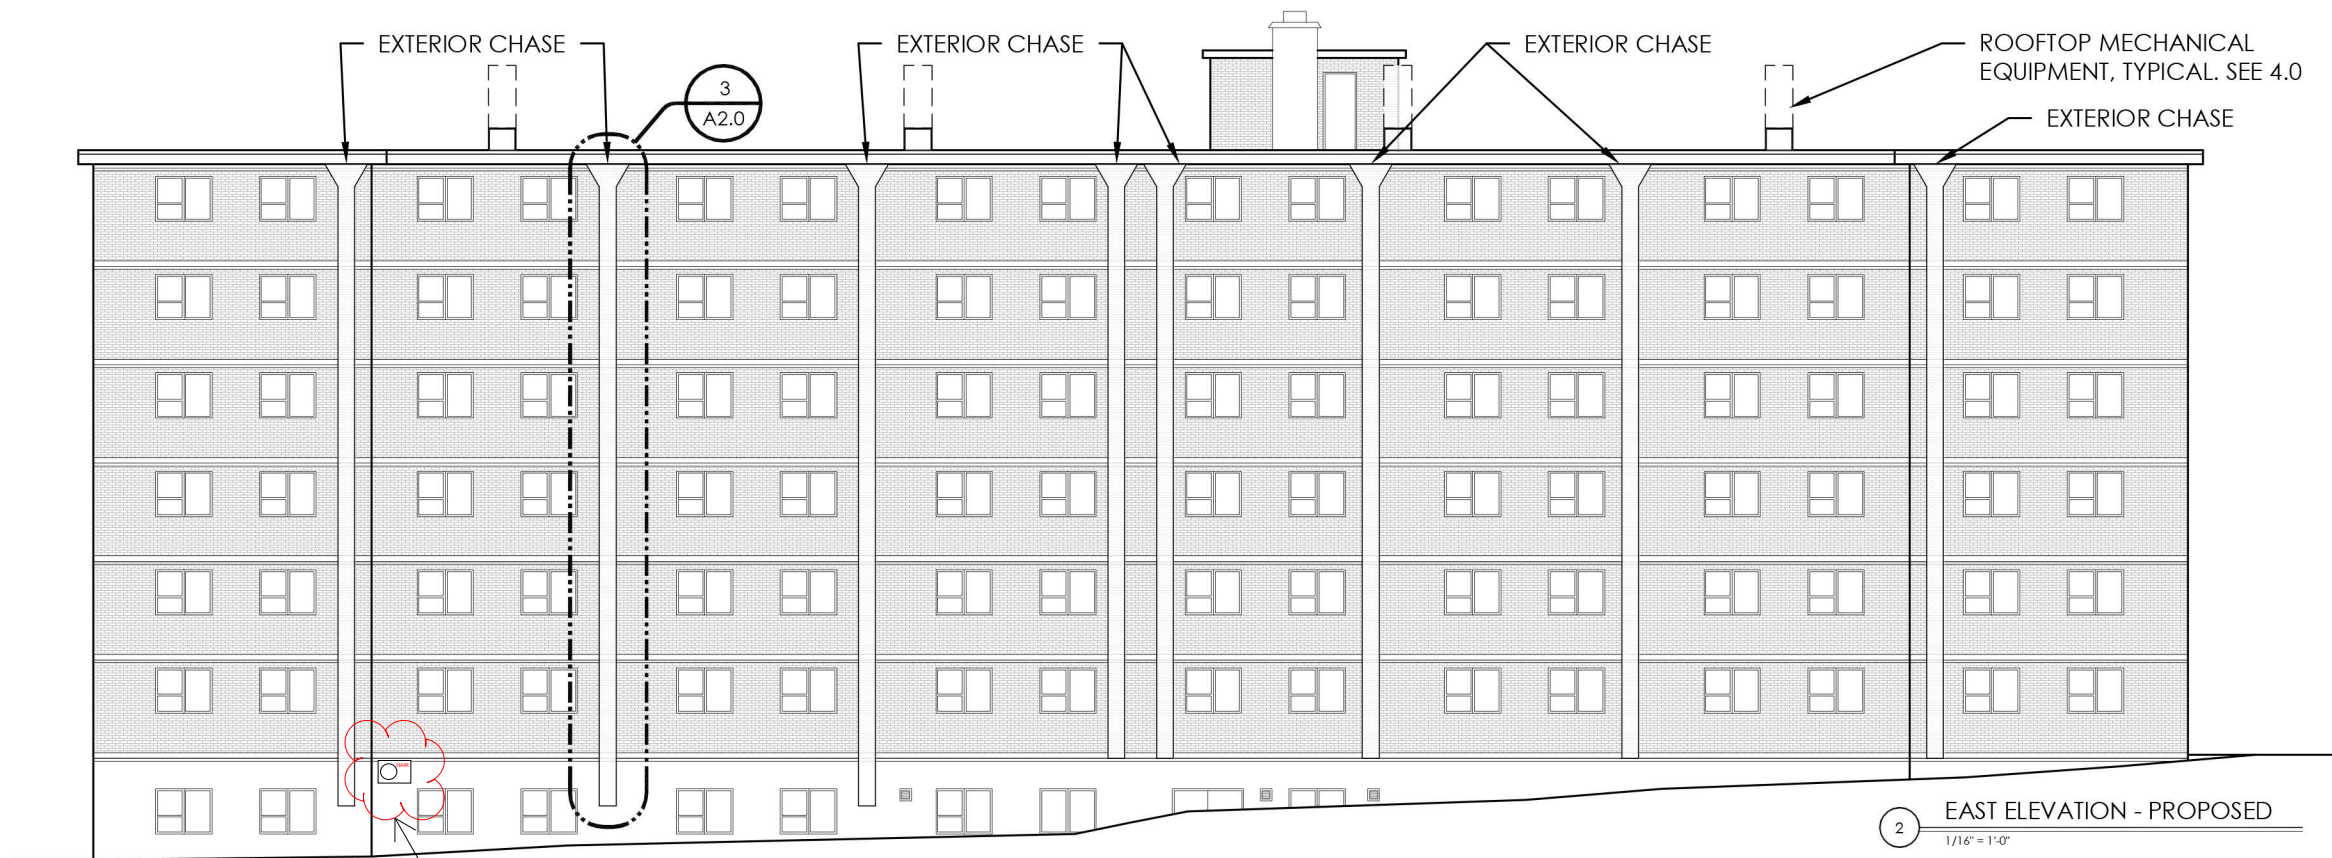 EXTERIOR CHASE
EXTERIOR CHASE
EXTERIOR CHASE
ROOFTOP MECHANICAL
EQUIPMENT, TYPICAL. SEE 4.0
EXTERIOR CHASE
3
A2.0
2
EAST ELEVATION - PROPOSED
1/16" = 1'-0"